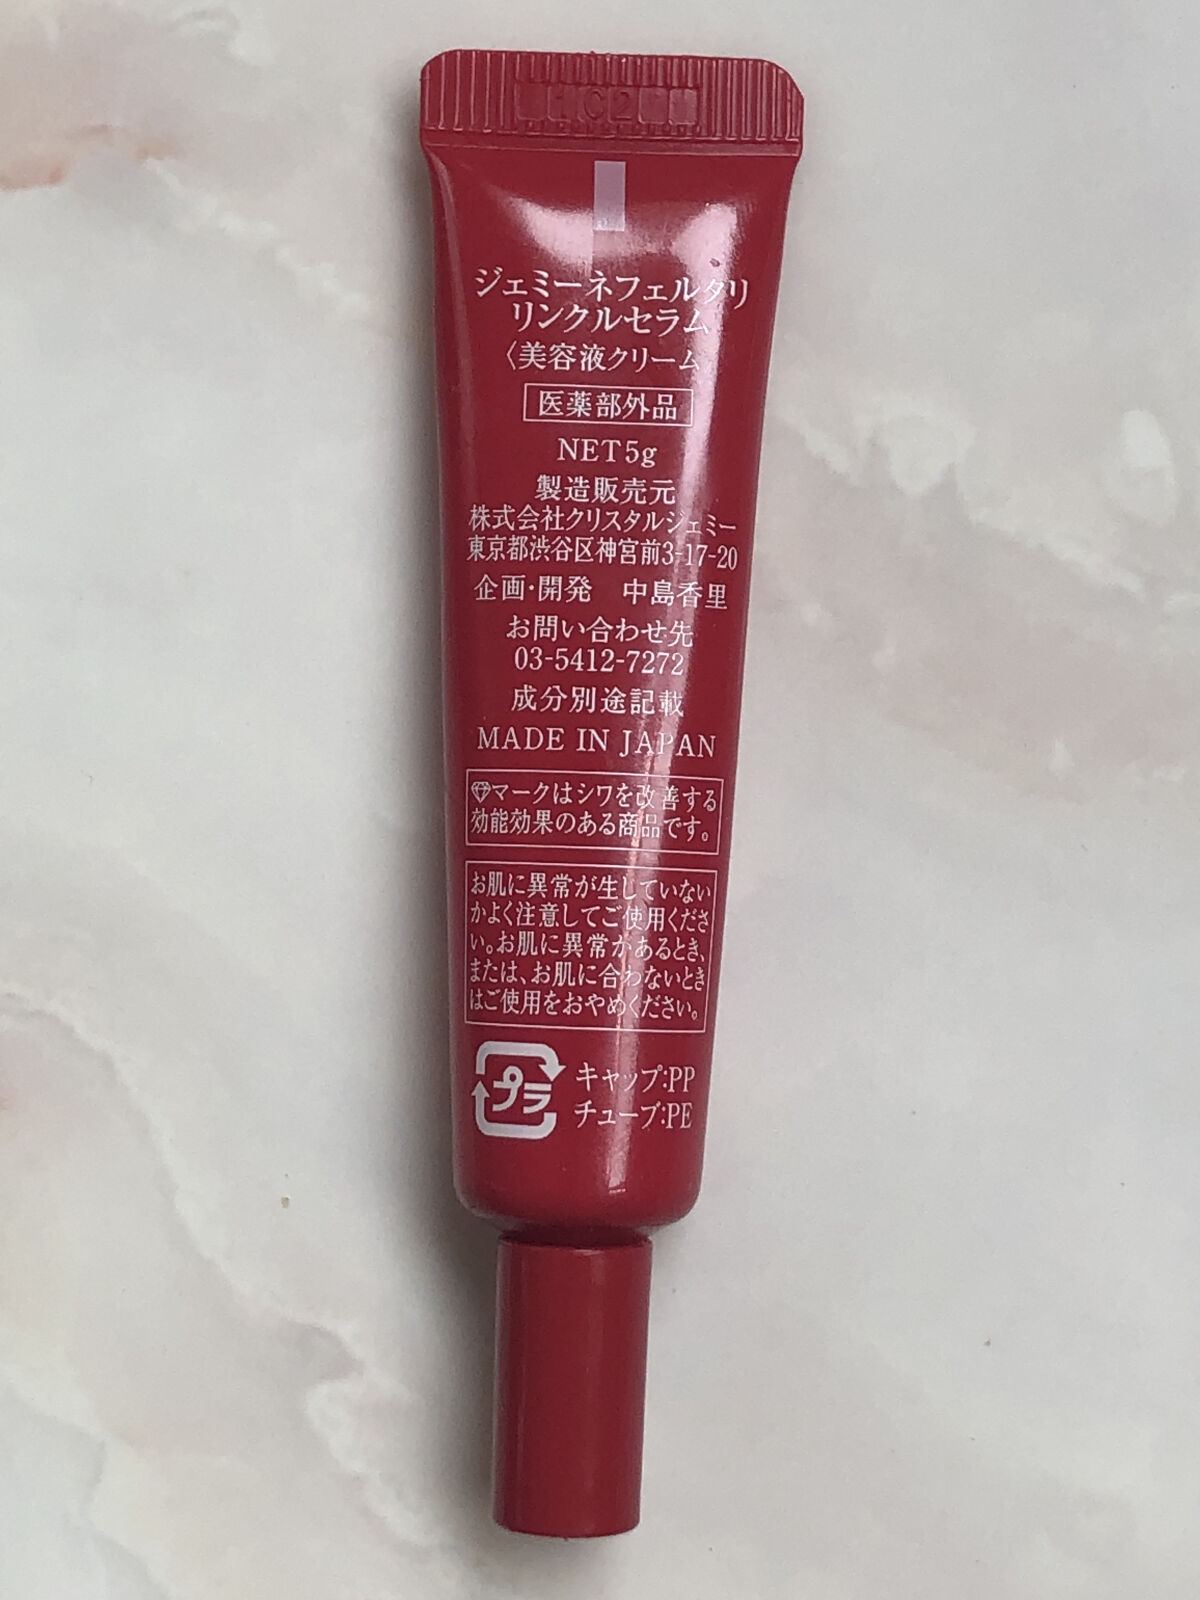 1C2
ジェミーネフェルタリ
リンクルセラム
〈美容液クリーム
医薬部外品
NET5g
製造販売元
株式会社クリスタルジェミー
東京都渋谷区神宮前3-17-20
企画・開発 中島香里
お問い合わせ先
03-5412-7272
成分別途記載
MADE IN JAPAN
マークはシワを改善する
効能効果のある商品です。
お肌に異常が生じていない
かよく注意してご使用くださ
い。お肌に異常があるとき、
または、お肌に合わないとき
はご使用をおやめください。
プラ
キャップ:PP
チューブ:PE